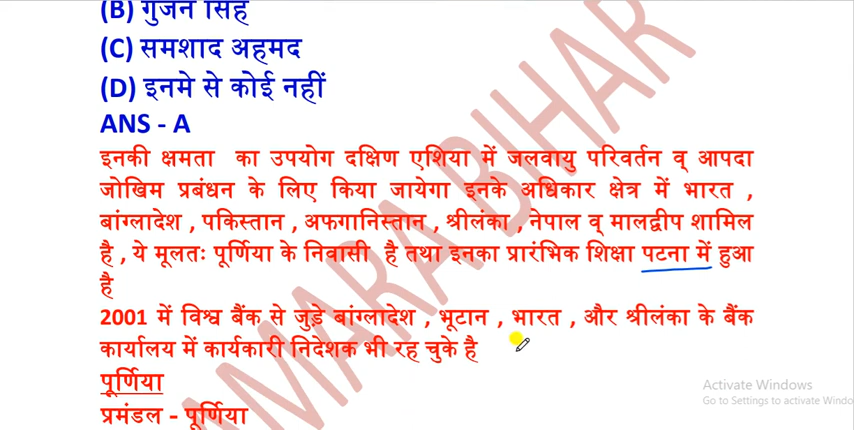 (B) गुंजन सिंह
(C) समशाद अहमद
(D) इनमे से कोई नहीं
ANS - A
इनकी क्षमता का उपयोग दक्षिण एशिया में जलवायु परिवर्तन व् आपदा
जोखिम प्रबंधन के लिए किया जायेगा इनके अधिकार क्षेत्र में भारत ,
बांग्लादेश , पकिस्तान , अफगानिस्तान , श्रीलंका , नेपाल व् मालद्वीप शामिल
है , ये मूलतः पूर्णिया के निवासी है तथा इनका प्रारंभिक शिक्षा पटना में हुआ
है
2001 में विश्व बैंक से जुड़े बांग्लादेश , भूटान , भारत , और श्रीलंका के बैंक
कार्यालय में कार्यकारी निदेशक भी रह चुके है
पूर्णिया
प्रमंडल - पूर्णिया
HAMARA BIHAR
Activate Windows
Go to Settings to activate Windo